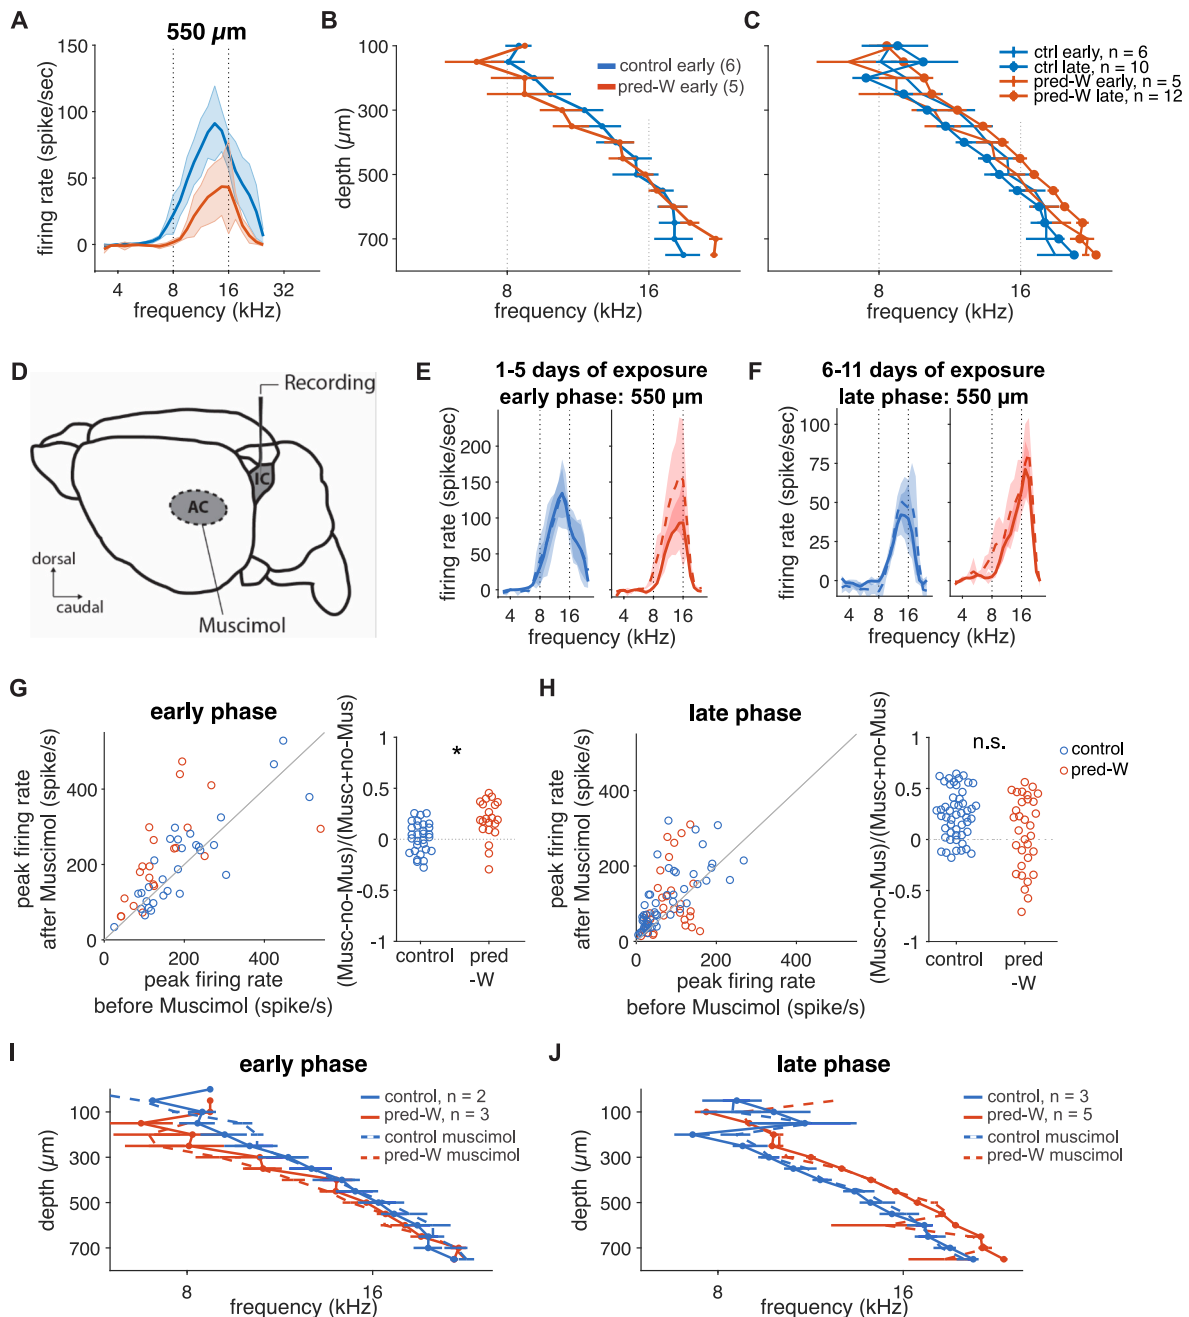 A
550 µm
firing rate (spike/sec)
150
100
50
0
4
8
16
32
frequency (kHz)
B
depth (µm)
100
300
500
700
control early (6)
pred-W early (5)
8
16
frequency (kHz)
C
ctrl early, n = 6
ctrl late, n = 10
pred-W early, n = 5
pred-W late, n = 12
8
16
frequency (kHz)
D
Recording
IC
AC
dorsal
caudal
Muscimol
E
1-5 days of exposure
early phase: 550 µm
firing rate (spike/sec)
200
150
100
50
0
4
8
16
4
8
16
frequency (kHz)
F
6-11 days of exposure
late phase: 550 µm
firing rate (spike/sec)
100
75
50
25
0
4
8
16
4
8
16
frequency (kHz)
G
early phase
peak firing rate
after Muscimol (spike/s)
400
200
0
0
200
400
peak firing rate
before Muscimol (spike/s)
(Musc-no-Mus)/(Musc+no-Mus)
1
0.5
0
-0.5
-1
*
control
pred
-W
H
late phase
peak firing rate
after Muscimol (spike/s)
400
200
0
0
200
400
peak firing rate
before Muscimol (spike/s)
(Musc-no-Mus)/(Musc+no-Mus)
1
0.5
0
-0.5
-1
n.s.
control
pred-W
control
pred
-W
I
early phase
depth (µm)
100
300
500
700
control, n = 2
pred-W, n = 3
control muscimol
pred-W muscimol
8
16
frequency (kHz)
J
late phase
depth (µm)
100
300
500
700
control, n = 3
pred-W, n = 5
control muscimol
pred-W muscimol
8
16
frequency (kHz)